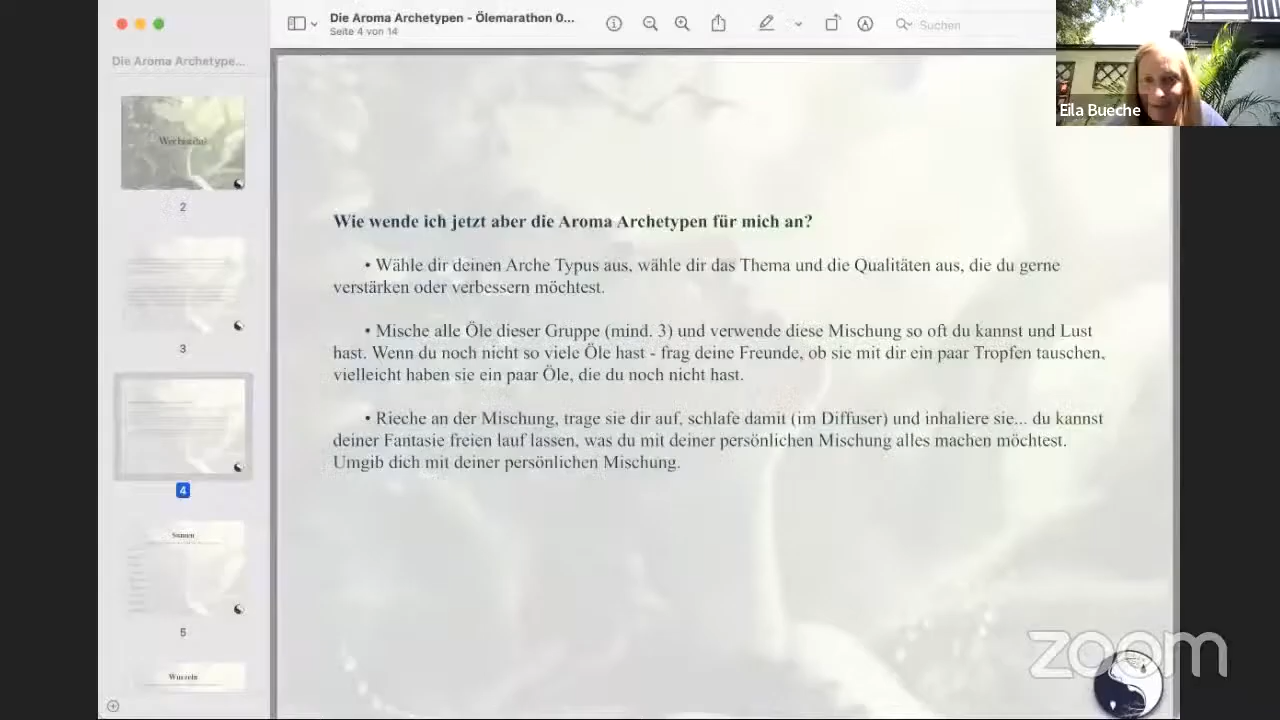 Die Aroma Archetypen - Ölemarathon 0...
Seite 4 von 14
Suchen
Die Aroma Archetype...
Eila Bueche
Wer bist du?
2
3
4
Samen
5
Wurzeln
Wie wende ich jetzt aber die Aroma Archetypen für mich an?
• Wähle dir deinen Arche Typus aus, wähle dir das Thema und die Qualitäten aus, die du gerne
verstärken oder verbessern möchtest.
• Mische alle Öle dieser Gruppe (mind. 3) und verwende diese Mischung so oft du kannst und Lust
hast. Wenn du noch nicht so viele Öle hast - frag deine Freunde, ob sie mit dir ein paar Tropfen tauschen,
vielleicht haben sie ein paar Öle, die du noch nicht hast.
• Rieche an der Mischung, trage sie dir auf, schlafe damit (im Diffuser) und inhaliere sie... du kannst
deiner Fantasie freien lauf lassen, was du mit deiner persönlichen Mischung alles machen möchtest.
Umgib dich mit deiner persönlichen Mischung.
zoom